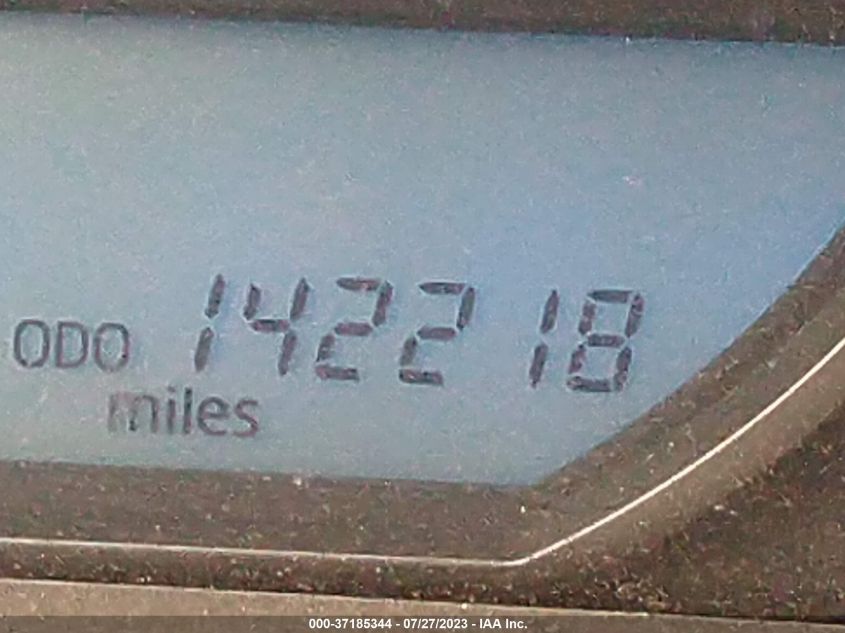 ODO 142218
miles
000-37185344 - 07/27/2023 - IAA Inc.